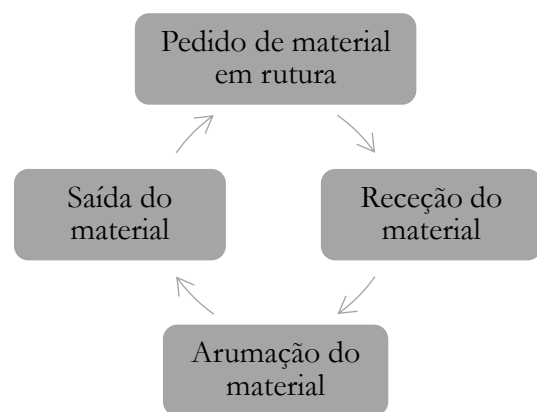 Pedido de material
em rutura
Saída do
material
Receção do
material
Arumação do
material